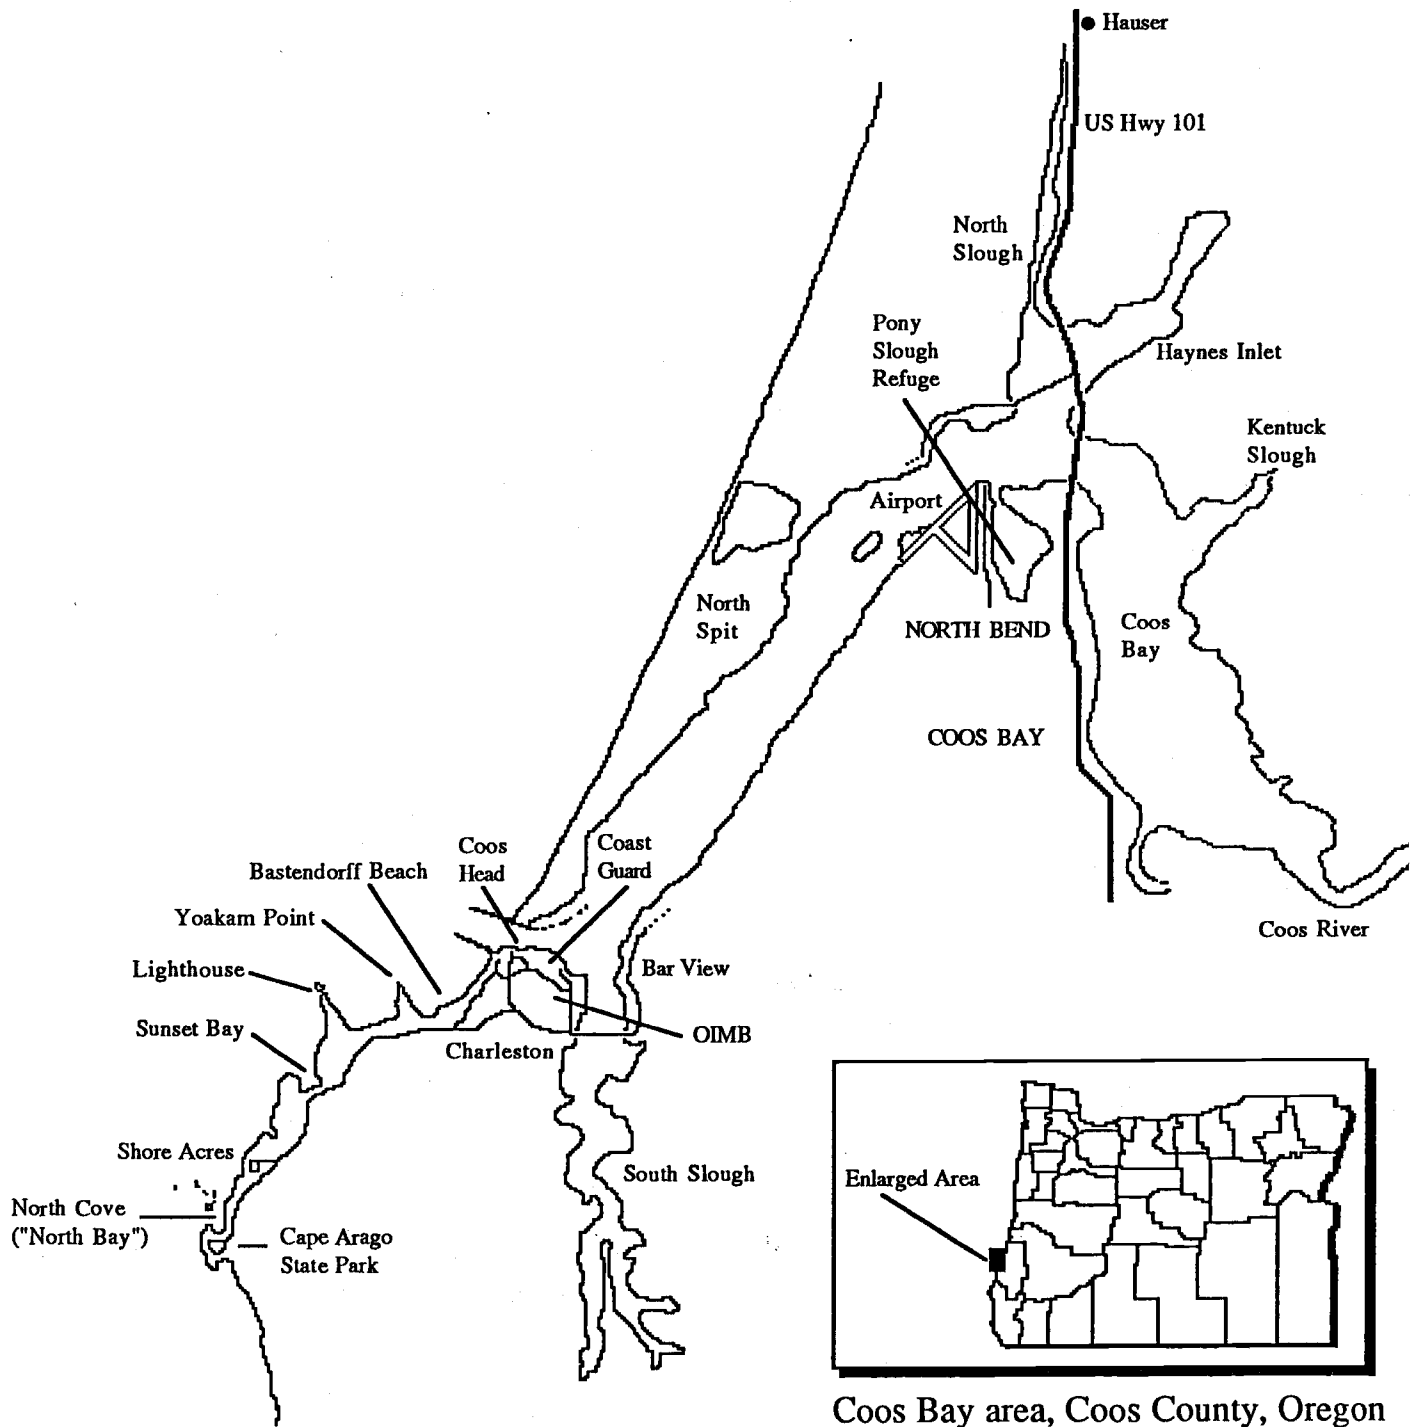 Hauser
US Hwy 101
North
Slough
Pony
Slough
Refuge
Haynes Inlet
Kentuck
Slough
Airport
North
Spit
NORTH BEND
Coos
Bay
COOS BAY
Coos
Head
Coast
Guard
Bastendorff Beach
Yoakam Point
Coos River
Lighthouse
Bar View
Sunset Bay
OIMB
Charleston
Shore Acres
South Slough
Enlarged Area
North Cove
("North Bay")
Cape Arago
State Park
Coos Bay area, Coos County, Oregon